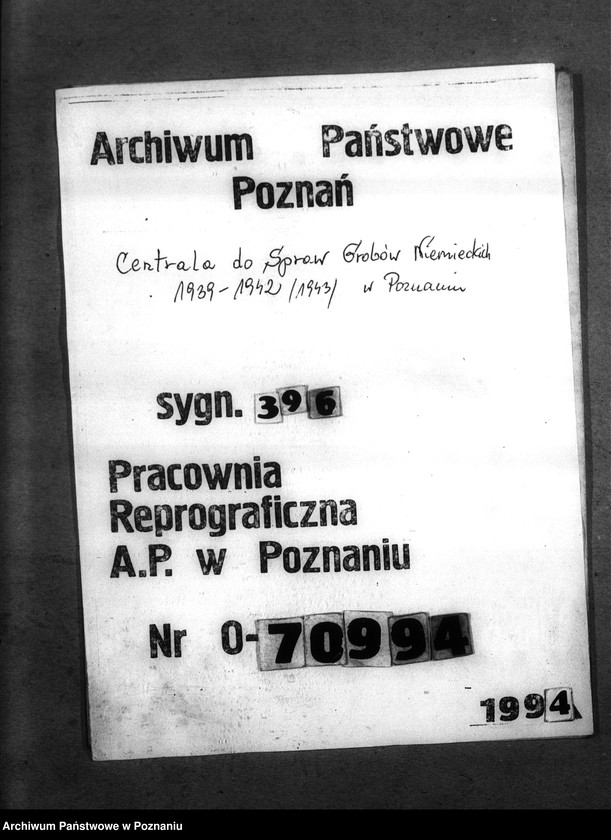 Archiwum Państwowe
Poznań
Centrala do Spraw Grobów Niemieckich
1939-1942 /1943/ w Poznaniu
sygn. 396
Pracownia
Reprograficzna
A.P. w Poznaniu
Nr 0-70994
1994
Archiwum Państwowe w Poznaniu